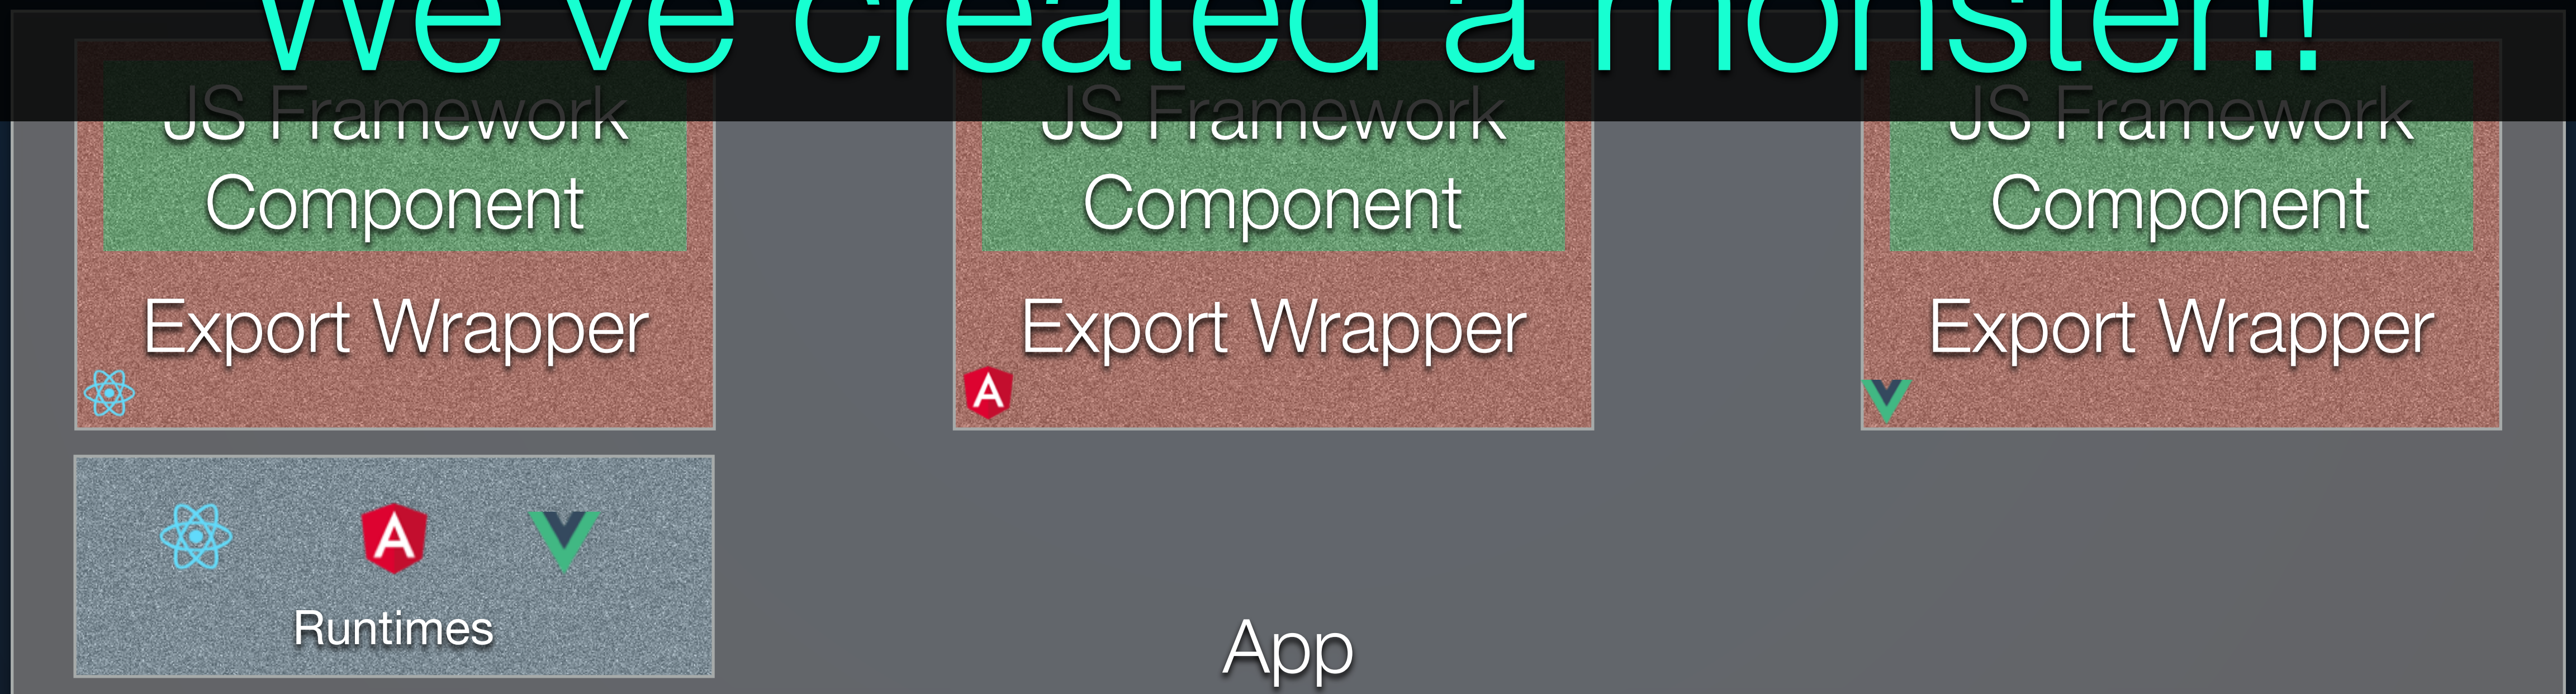 We've created a monster!!
JS Framework
Component
Export Wrapper
JS Framework
Component
Export Wrapper
JS Framework
Component
Export Wrapper
Runtimes
App